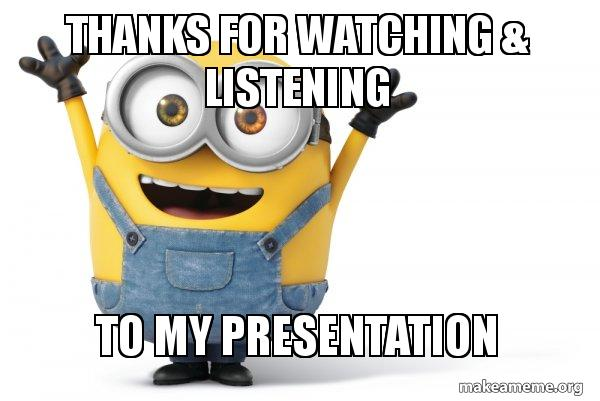 THANKS FOR WATCHING &
LISTENING
TO MY PRESENTATION
makeameme.org